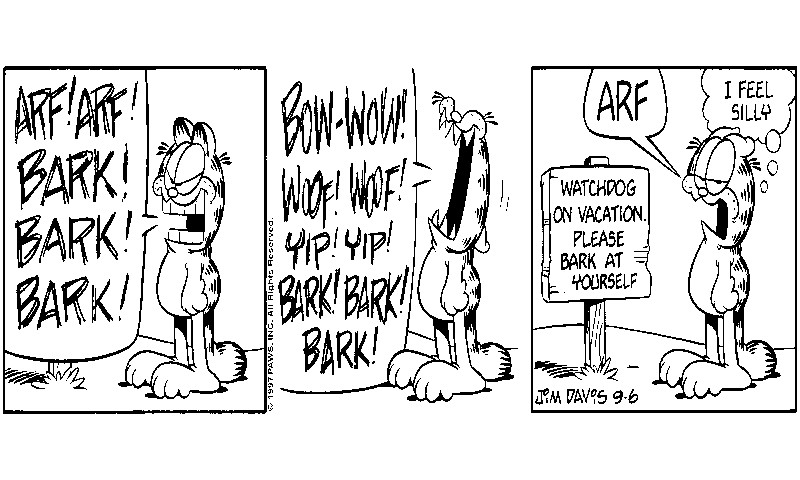 ARF! ARF!
BARK!
BARK!
BARK!
BOW-WOW!!
WOOF! WOOF!
YIP! YIP!
BARK! BARK!
BARK!
© 1997 PAWS, INC. All Rights Reserved.
ARF
I FEEL
SILLY
WATCHDOG
ON VACATION.
PLEASE
BARK AT
YOURSELF
JIM DAVIS 9-6